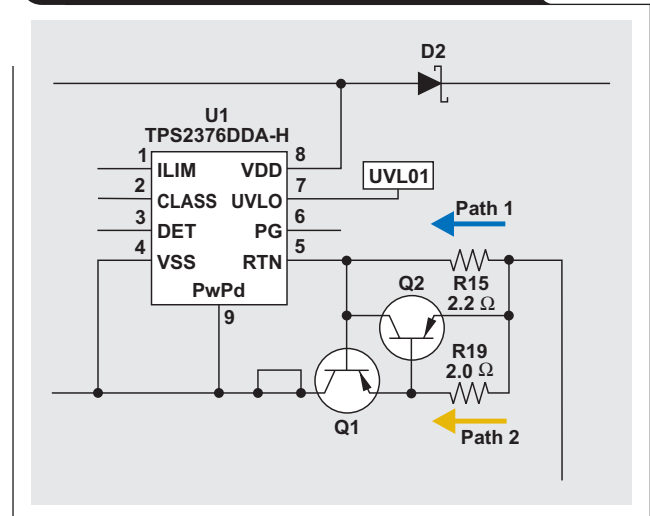 D2
U1
TPS2376DDA-H
1
ILIM
VDD
8
2
CLASS
UVLO
7
UVL01
3
DET
PG
6
Path 1
4
VSS
RTN
5
PwPd
9
R15
2.2 Ω
Q2
R19
2.0 Ω
Q1
Path 2